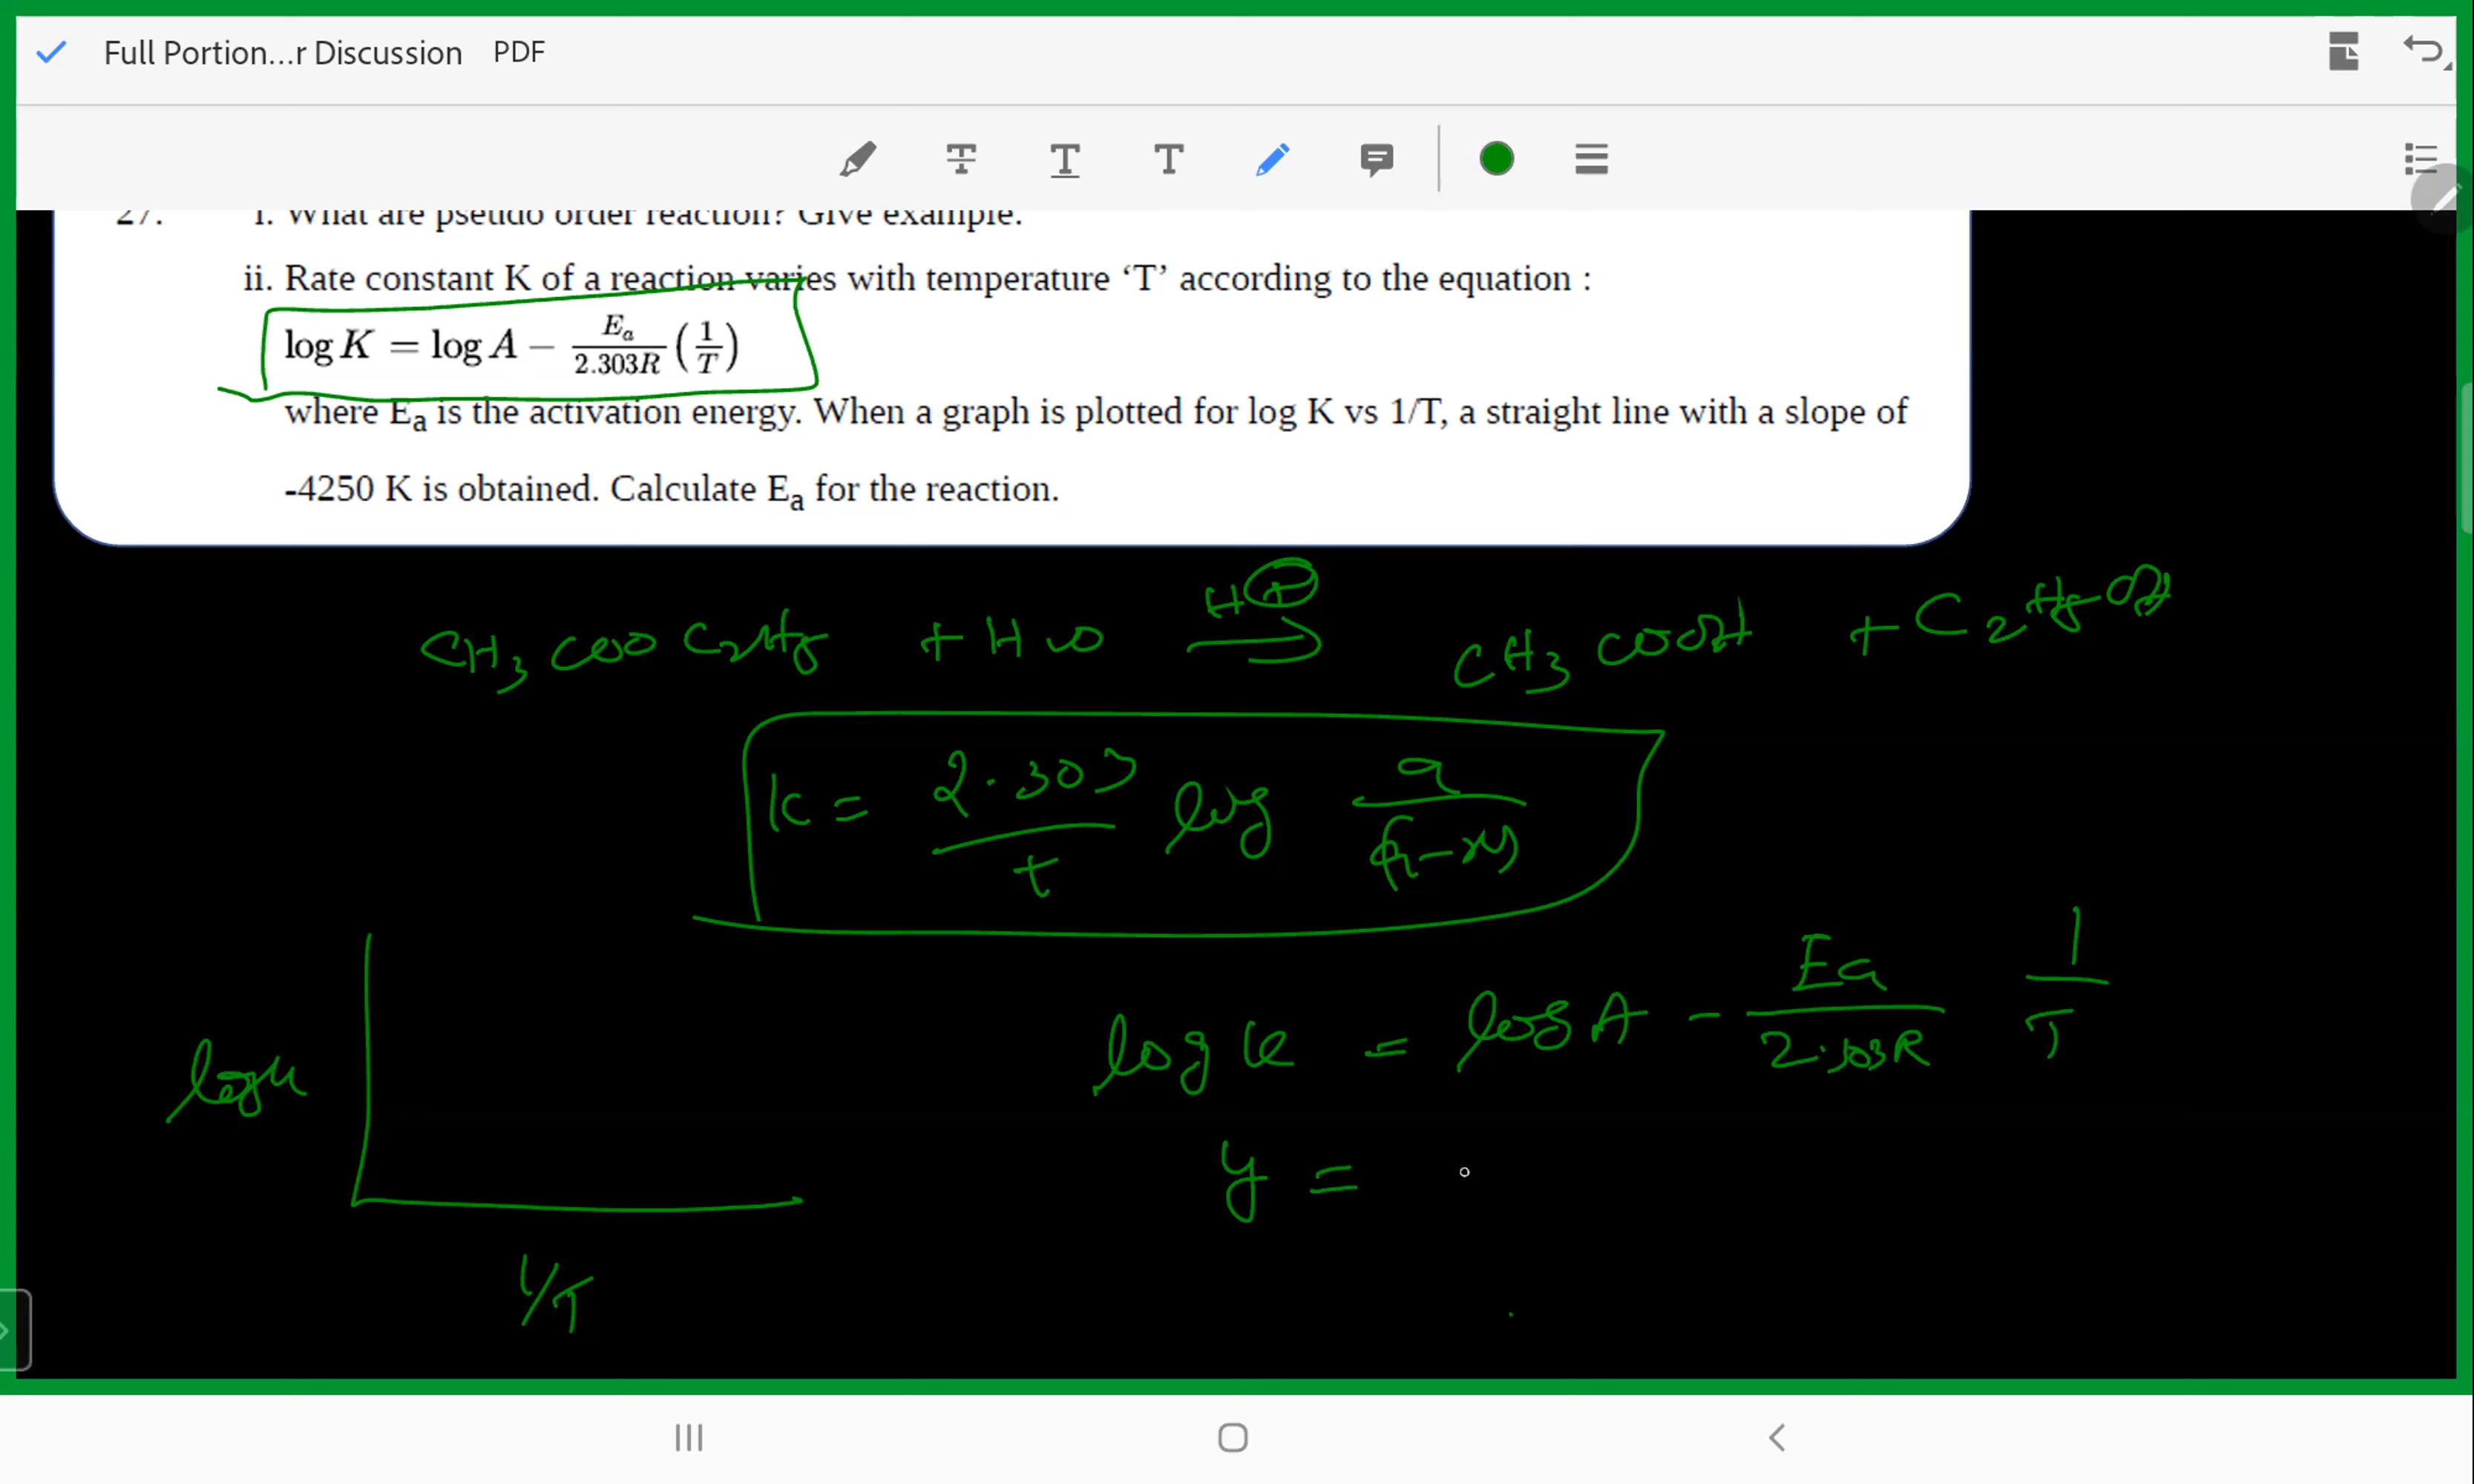 Full Portion...r Discussion PDF
27. i. What are pseudo order reaction? Give example.
ii. Rate constant K of a reaction varies with temperature ‘T’ according to the equation :
log K = log A − Ea/2.303R (1/T)
where Ea is the activation energy. When a graph is plotted for log K vs 1/T, a straight line with a slope of
-4250 K is obtained. Calculate Ea for the reaction.
CH3COOC2H5 + H2O H⊕ → CH3COOH + C2H5OH
K = 2.303/t log a/(a-x)
log K = log A - Ea/2.303R 1/T
log K
y =
1/T